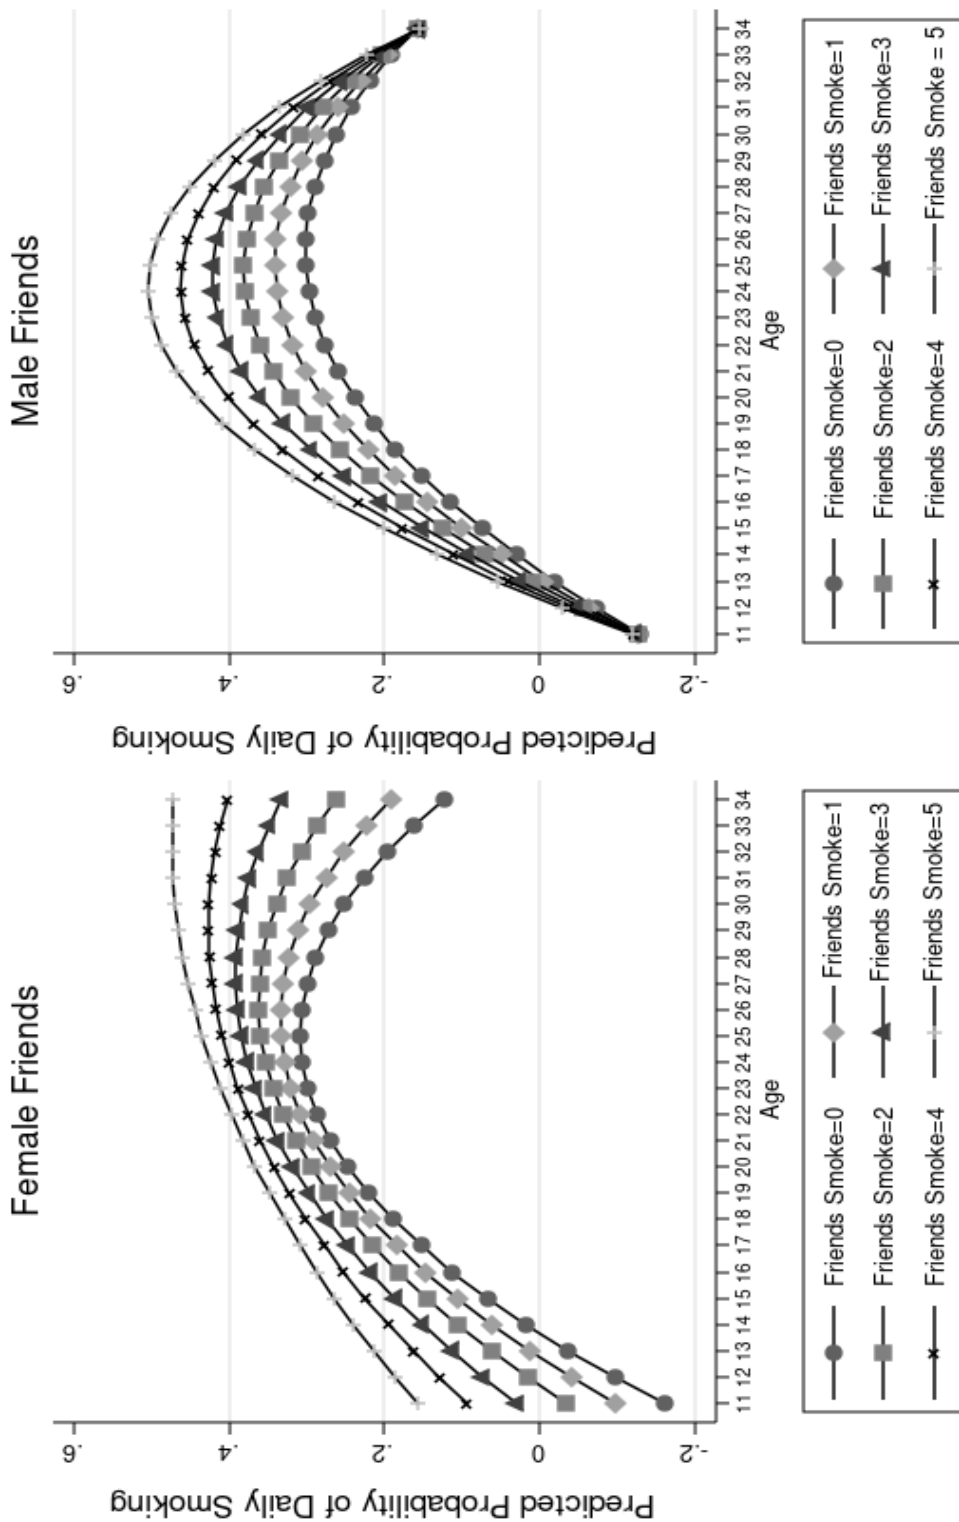 Female Friends
Predicted Probability of Daily Smoking
.6
.4
.2
0
-.2
11 12 13 14 15 16 17 18 19 20 21 22 23 24 25 26 27 28 29 30 31 32 33 34
Age
Friends Smoke=0 Friends Smoke=1
Friends Smoke=2 Friends Smoke=3
Friends Smoke=4 Friends Smoke=5
Male Friends
Predicted Probability of Daily Smoking
.6
.4
.2
0
-.2
11 12 13 14 15 16 17 18 19 20 21 22 23 24 25 26 27 28 29 30 31 32 33 34
Age
Friends Smoke=0 Friends Smoke=1
Friends Smoke=2 Friends Smoke=3
Friends Smoke=4 Friends Smoke = 5